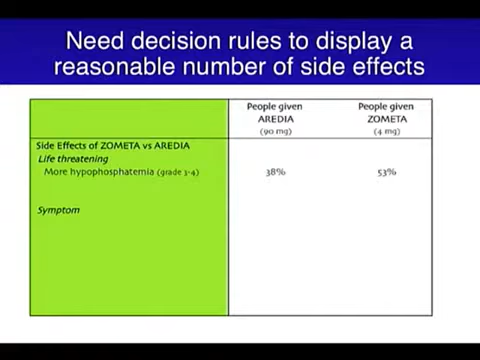 Need decision rules to display a
reasonable number of side effects
People given
AREDIA
(90 mg)
People given
ZOMETA
(4 mg)
Side Effects of ZOMETA vs AREDIA
Life threatening
More hypophosphatemia (grade 3-4) 38% 53%
Symptom